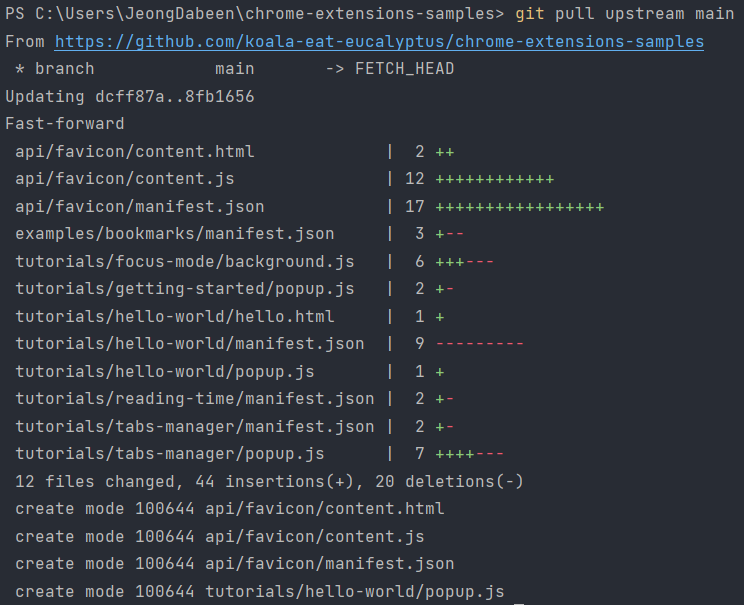 PS C:\Users\JeongDabeen\chrome-extensions-samples> git pull upstream main
From https://github.com/koala-eat-eucalyptus/chrome-extensions-samples
 * branch            main       -> FETCH_HEAD
Updating dcff87a..8fb1656
Fast-forward
 api/favicon/content.html             |  2 ++
 api/favicon/content.js               | 12 ++++++++++++
 api/favicon/manifest.json            | 17 +++++++++++++++++
 examples/bookmarks/manifest.json     |  3 +--
 tutorials/focus-mode/background.js   |  6 +++---
 tutorials/getting-started/popup.js   |  2 +-
 tutorials/hello-world/hello.html     |  1 +
 tutorials/hello-world/manifest.json  |  9 ---------
 tutorials/hello-world/popup.js       |  1 +
 tutorials/reading-time/manifest.json |  2 +-
 tutorials/tabs-manager/manifest.json |  2 +-
 tutorials/tabs-manager/popup.js      |  7 ++++---
 12 files changed, 44 insertions(+), 20 deletions(-)
 create mode 100644 api/favicon/content.html
 create mode 100644 api/favicon/content.js
 create mode 100644 api/favicon/manifest.json
 create mode 100644 tutorials/hello-world/popup.js